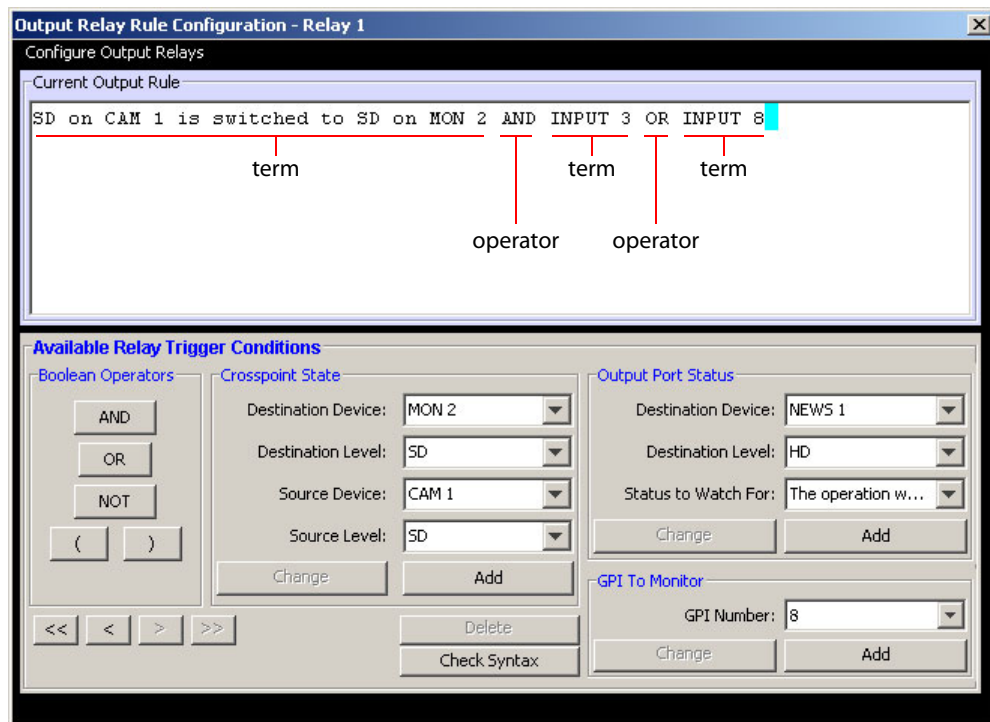 Output Relay Rule Configuration - Relay 1
Configure Output Relays
Current Output Rule
SD on CAM 1 is switched to SD on MON 2 AND INPUT 3 OR INPUT 8
term term term
operator operator
Available Relay Trigger Conditions
Boolean Operators
AND
OR
NOT
( )
Crosspoint State
Destination Device: MON 2
Destination Level: SD
Source Device: CAM 1
Source Level: SD
Change Add
Output Port Status
Destination Device: NEWS 1
Destination Level: HD
Status to Watch For: The operation w...
Change Add
GPI To Monitor
GPI Number: 8
Change Add
<< < > >>
Delete
Check Syntax